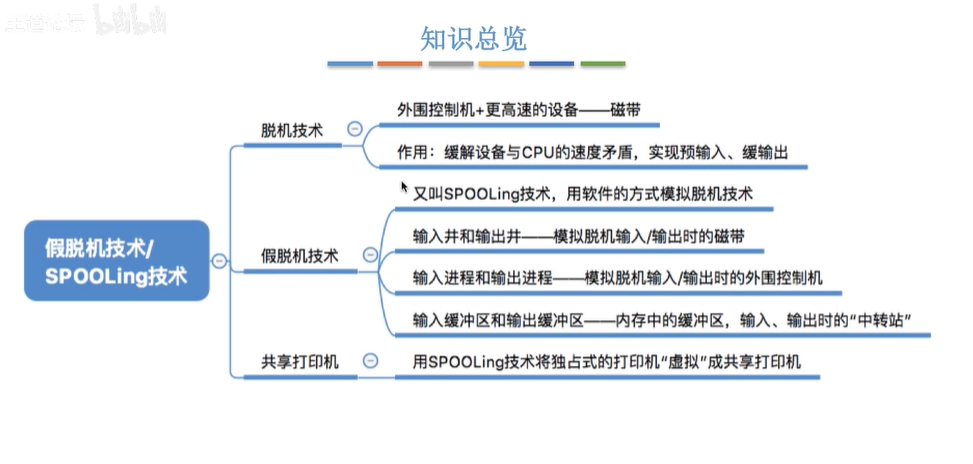 知识总览
外围控制机+更高速的设备——磁带
脱机技术
作用：缓解设备与CPU的速度矛盾，实现预输入、缓输出
又叫SPOOLing技术，用软件的方式模拟脱机技术
输入井和输出井——模拟脱机输入/输出时的磁带
假脱机技术/
SPOOLing技术
假脱机技术
输入进程和输出进程——模拟脱机输入/输出时的外围控制机
输入缓冲区和输出缓冲区——内存中的缓冲区，输入、输出时的“中转站”
共享打印机
用SPOOLing技术将独占式的打印机“虚拟”成共享打印机